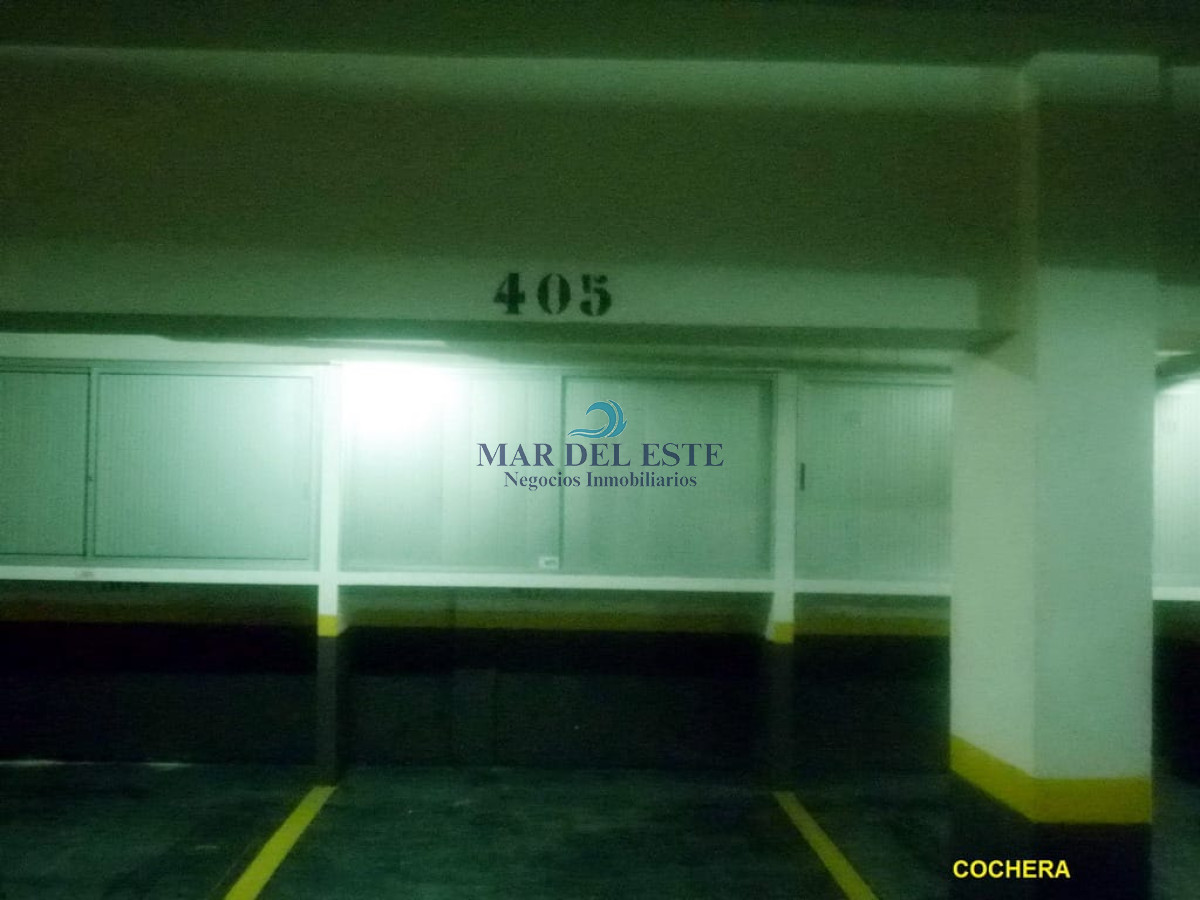 405
MAR DEL ESTE
Negocios Inmobiliarios
COCHERA